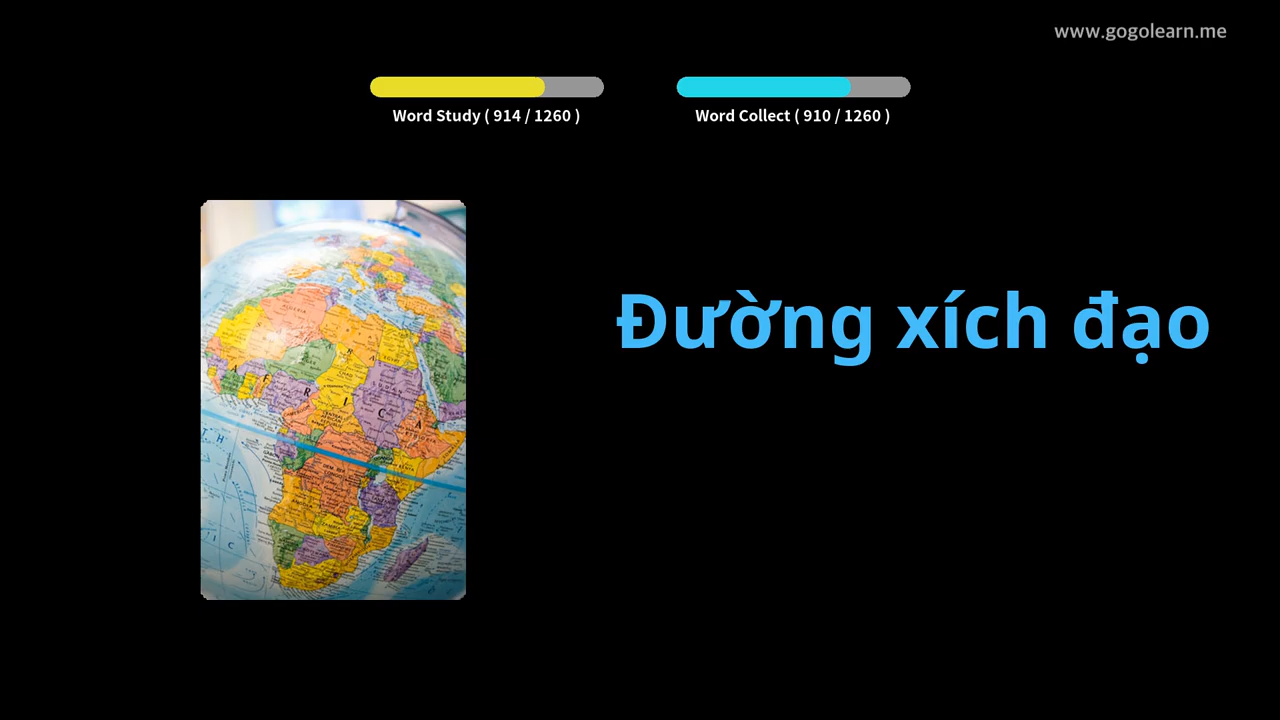 www.gogolearn.me
Word Study ( 914 / 1260 )
Word Collect ( 910 / 1260 )
Đường xích đạo
A F R I C A